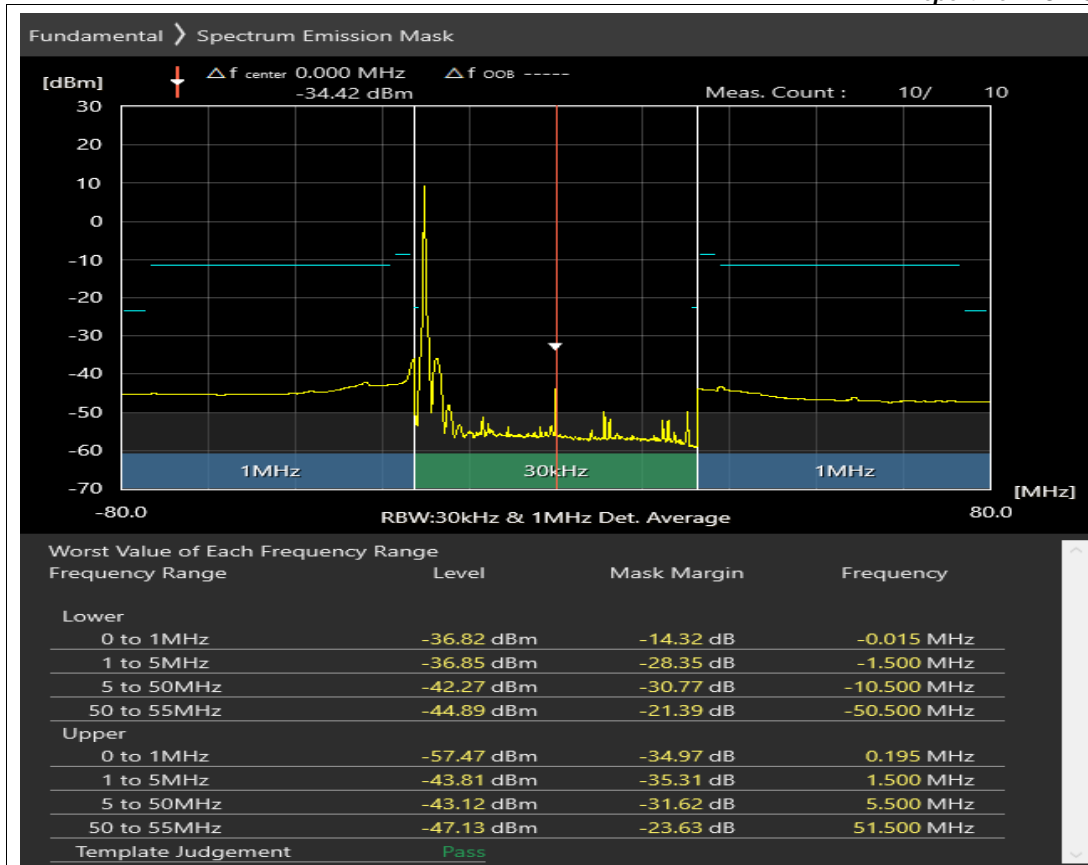 Fundamental > Spectrum Emission Mask
[dBm] △ f center 0.000 MHz △ f OOB -----
-34.42 dBm Meas. Count : 10/ 10
30
20
10
0
-10
-20
-30
-40
-50
-60
1MHz 30kHz 1MHz
-70
[MHz]
-80.0 RBW:30kHz & 1MHz Det. Average 80.0
Worst Value of Each Frequency Range
Frequency Range Level Mask Margin Frequency
Lower
0 to 1MHz -36.82 dBm -14.32 dB -0.015 MHz
1 to 5MHz -36.85 dBm -28.35 dB -1.500 MHz
5 to 50MHz -42.27 dBm -30.77 dB -10.500 MHz
50 to 55MHz -44.89 dBm -21.39 dB -50.500 MHz
Upper
0 to 1MHz -57.47 dBm -34.97 dB 0.195 MHz
1 to 5MHz -43.81 dBm -35.31 dB 1.500 MHz
5 to 50MHz -43.12 dBm -31.62 dB 5.500 MHz
50 to 55MHz -47.13 dBm -23.63 dB 51.500 MHz
Template Judgement Pass